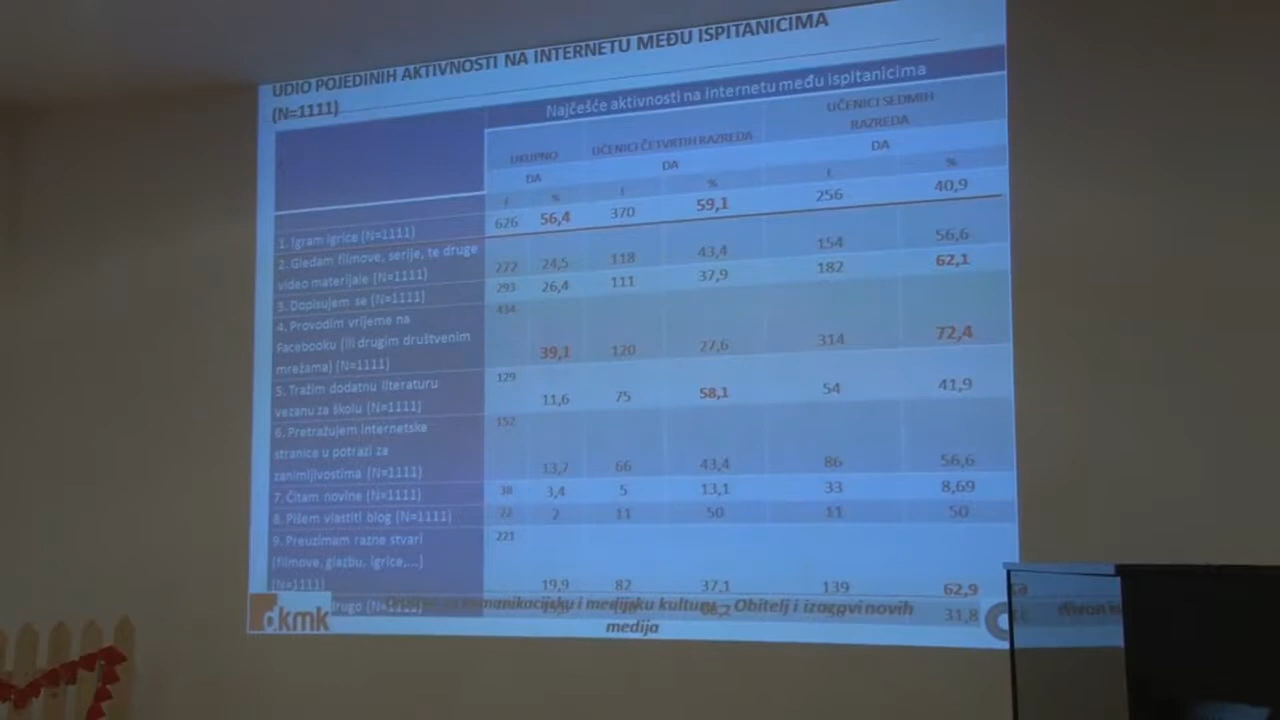 UDIO POJEDINIH AKTIVNOSTI NA INTERNETU MEĐU ISPITANICIMA
(N=1111)
Najčešće aktivnosti na internetu među ispitanicima
UKUPNO UČENICI ČETVRTIH RAZREDA UČENICI SEDMIH
RAZREDA
DA DA DA
f % f % f %
1. Igram igrice (N=1111) 626 56,4 370 59,1 256 40,9
2. Gledam filmove, serije, te druge
video materijale (N=1111) 272 24,5 118 43,4 154 56,6
3. Dopisujem se (N=1111) 293 26,4 111 37,9 182 62,1
4. Provodim vrijeme na 434
Facebooku (ili drugim društvenim
mrežama) (N=1111) 39,1 120 27,6 314 72,4
5. Tražim dodatnu literaturu 129
vezanu za školu (N=1111) 11,6 75 58,1 54 41,9
6. Pretražujem internetske 152
stranice u potrazi za
zanimljivostima (N=1111) 13,7 66 43,4 86 56,6
7. Čitam novine (N=1111) 38 3,4 5 13,1 33 8,69
8. Pišem vlastiti blog (N=1111) 22 2 11 50 11 50
9. Preuzimam razne stvari 221
(filmove, glazbu, igrice,...)
(N=1111) 19,9 82 37,1 139 62,9
drugo 31,8
dkmk komunikacijsku i medijsku kulturu Obitelj i izazovi novih
medija